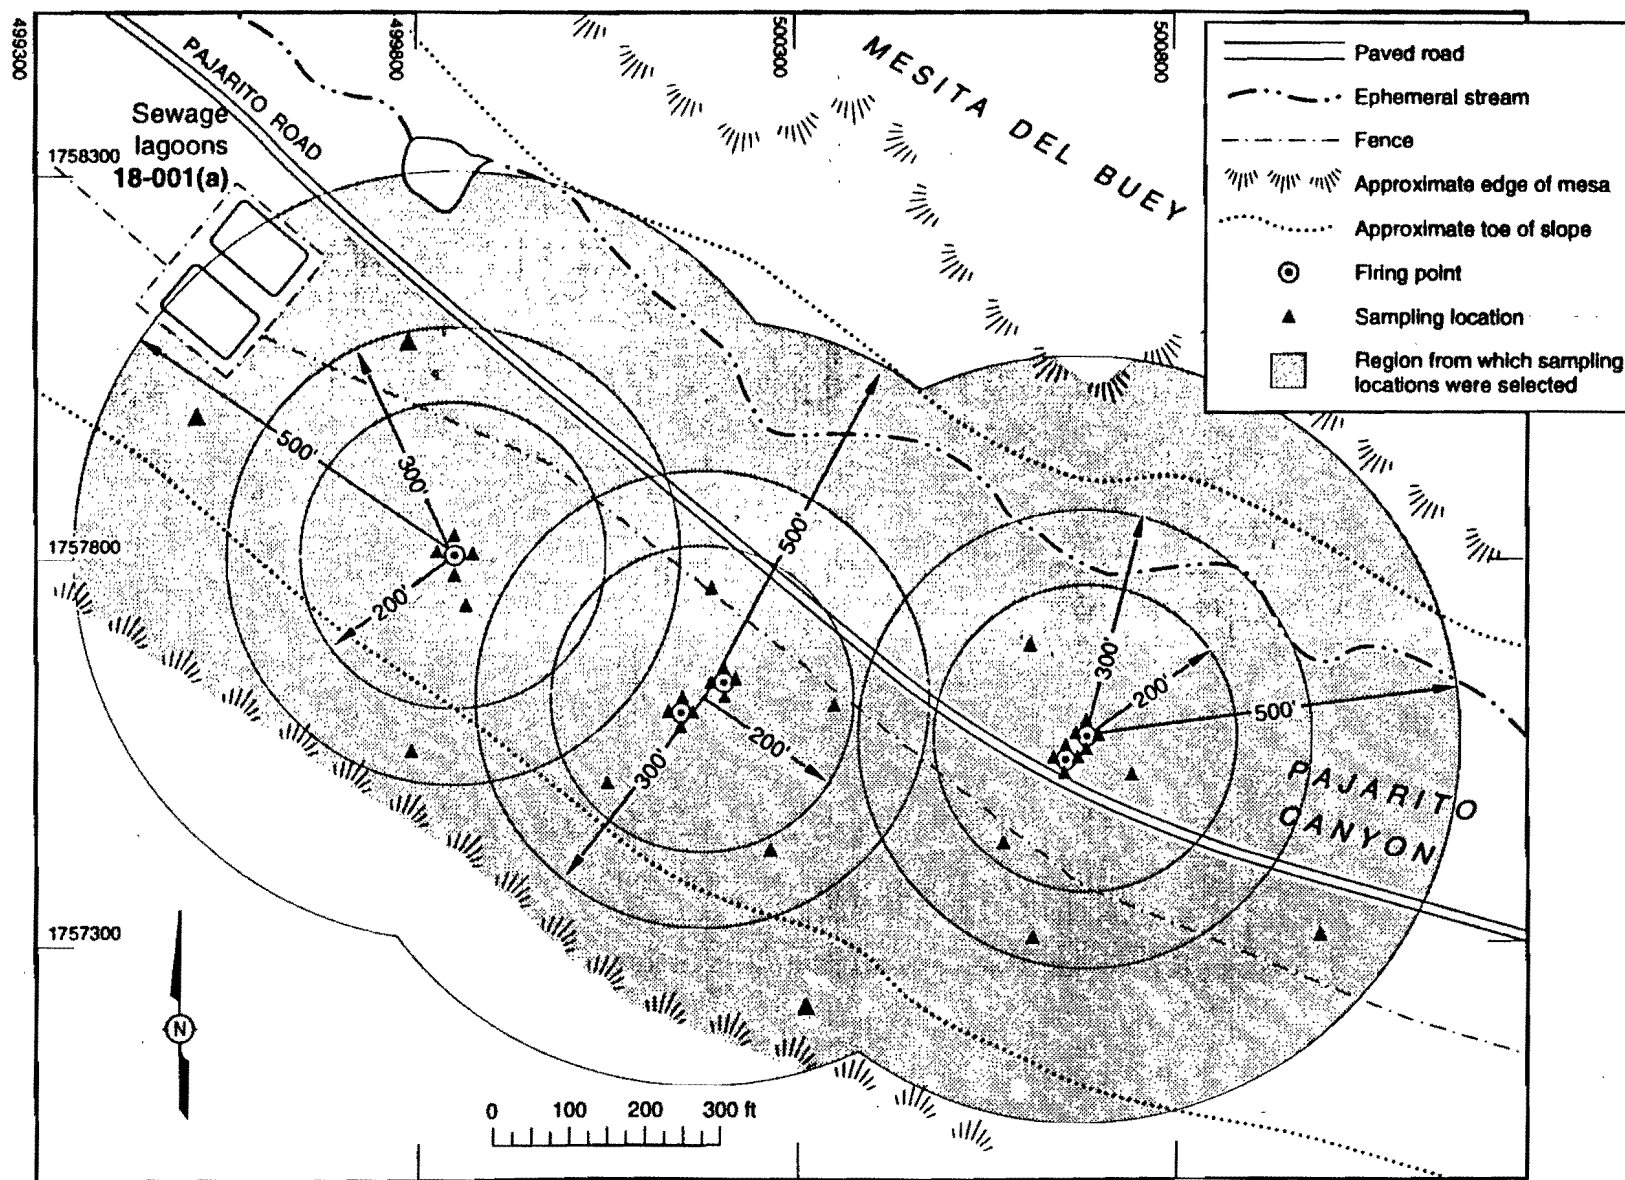 499300
499800
500300
500800
PAJARITO ROAD
MESITA DEL BUEY
Sewage
lagoons
18-001(a)
1758300
1757800
1757300
Paved road
Ephemeral stream
Fence
Approximate edge of mesa
Approximate toe of slope
Firing point
Sampling location
Region from which sampling
locations were selected
500'
300'
200'
500'
200'
300'
300'
200'
500'
PAJARITO
CANYON
N
0 100 200 300 ft